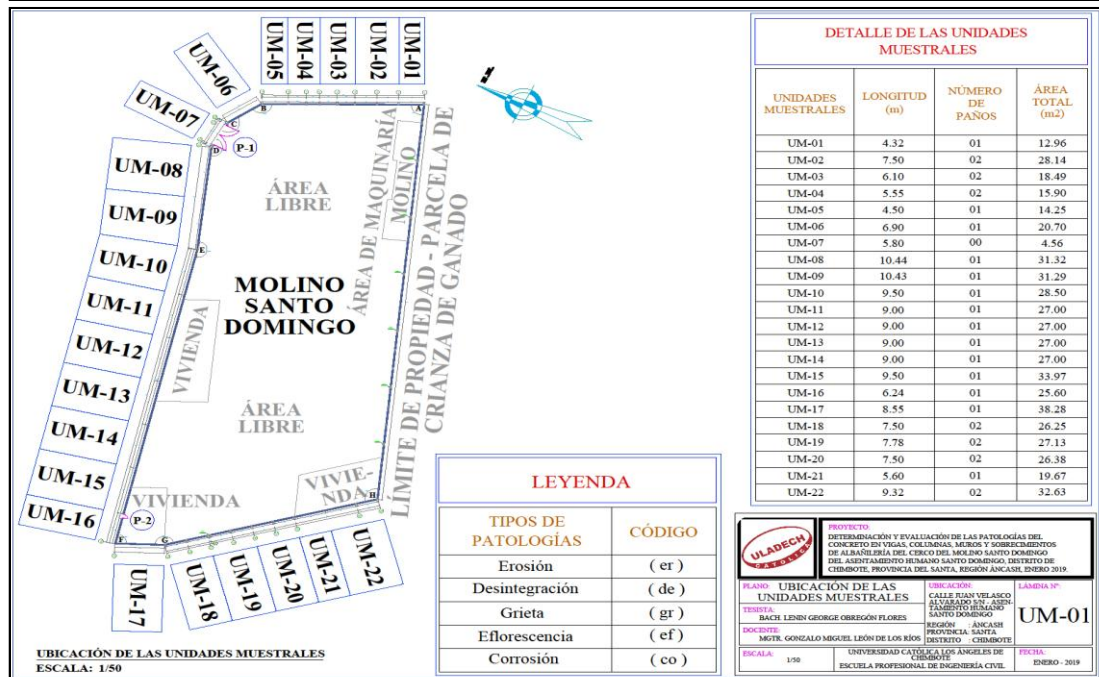 UM-05
UM-04
UM-03
UM-02
UM-01
UM-06
UM-07
UM-08
UM-09
UM-10
UM-11
UM-12
UM-13
UM-14
UM-15
UM-16
UM-17
UM-18
UM-19
UM-20
UM-21
UM-22
A
B
C
D
E
F
G
H
P-1
P-2
ÁREA
LIBRE
ÁREA DE MAQUINARÍA
MOLINO
LÍMITE DE PROPIEDAD - PARCELA DE
CRIANZA DE GANADO
MOLINO
SANTO
DOMINGO
VIVIENDA
ÁREA
LIBRE
VIVIENDA
VIVIE-
NDA
UBICACIÓN DE LAS UNIDADES MUESTRALES
ESCALA: 1/50
LEYENDA
TIPOS DE PATOLOGÍAS CÓDIGO
Erosión ( er )
Desintegración ( de )
Grieta ( gr )
Eflorescencia ( ef )
Corrosión ( co )
DETALLE DE LAS UNIDADES
MUESTRALES
UNIDADES MUESTRALES LONGITUD (m) NÚMERO DE PAÑOS ÁREA TOTAL (m2)
UM-01 4.32 01 12.96
UM-02 7.50 02 28.14
UM-03 6.10 02 18.49
UM-04 5.55 02 15.90
UM-05 4.50 01 14.25
UM-06 6.90 01 20.70
UM-07 5.80 00 4.56
UM-08 10.44 01 31.32
UM-09 10.43 01 31.29
UM-10 9.50 01 28.50
UM-11 9.00 01 27.00
UM-12 9.00 01 27.00
UM-13 9.00 01 27.00
UM-14 9.00 01 27.00
UM-15 9.50 01 33.97
UM-16 6.24 01 25.60
UM-17 8.55 01 38.28
UM-18 7.50 02 26.25
UM-19 7.78 02 27.13
UM-20 7.50 02 26.38
UM-21 5.60 01 19.67
UM-22 9.32 02 32.63
ULADECH
CATÓLICA
PROYECTO:
DETERMINACIÓN Y EVALUACIÓN DE LAS PATOLOGÍAS DEL
CONCRETO EN VIGAS, COLUMNAS, MUROS Y SOBRECIMIENTOS
DE ALBAÑILERÍA DEL CERCO DEL MOLINO SANTO DOMINGO
DEL ASENTAMIENTO HUMANO SANTO DOMINGO, DISTRITO DE
CHIMBOTE, PROVINCIA DEL SANTA, REGIÓN ÁNCASH, ENERO 2019.
PLANO: UBICACIÓN DE LAS
UNIDADES MUESTRALES
TESISTA:
BACH. LENIN GEORGE OBREGÓN FLORES
DOCENTE:
MGTR. GONZALO MIGUEL LEÓN DE LOS RÍOS
UBICACIÓN:
CALLE JUAN VELASCO
ALVARADO S/N - ASEN-
TAMIENTO HUMANO
SANTO DOMINGO
REGIÓN : ÁNCASH
PROVINCIA: SANTA
DISTRITO : CHIMBOTE
LÁMINA Nº:
UM-01
ESCALA:
1/50
UNIVERSIDAD CATÓLICA LOS ÁNGELES DE
CHIMBOTE
ESCUELA PROFESIONAL DE INGENIERÍA CIVIL
FECHA:
ENERO - 2019